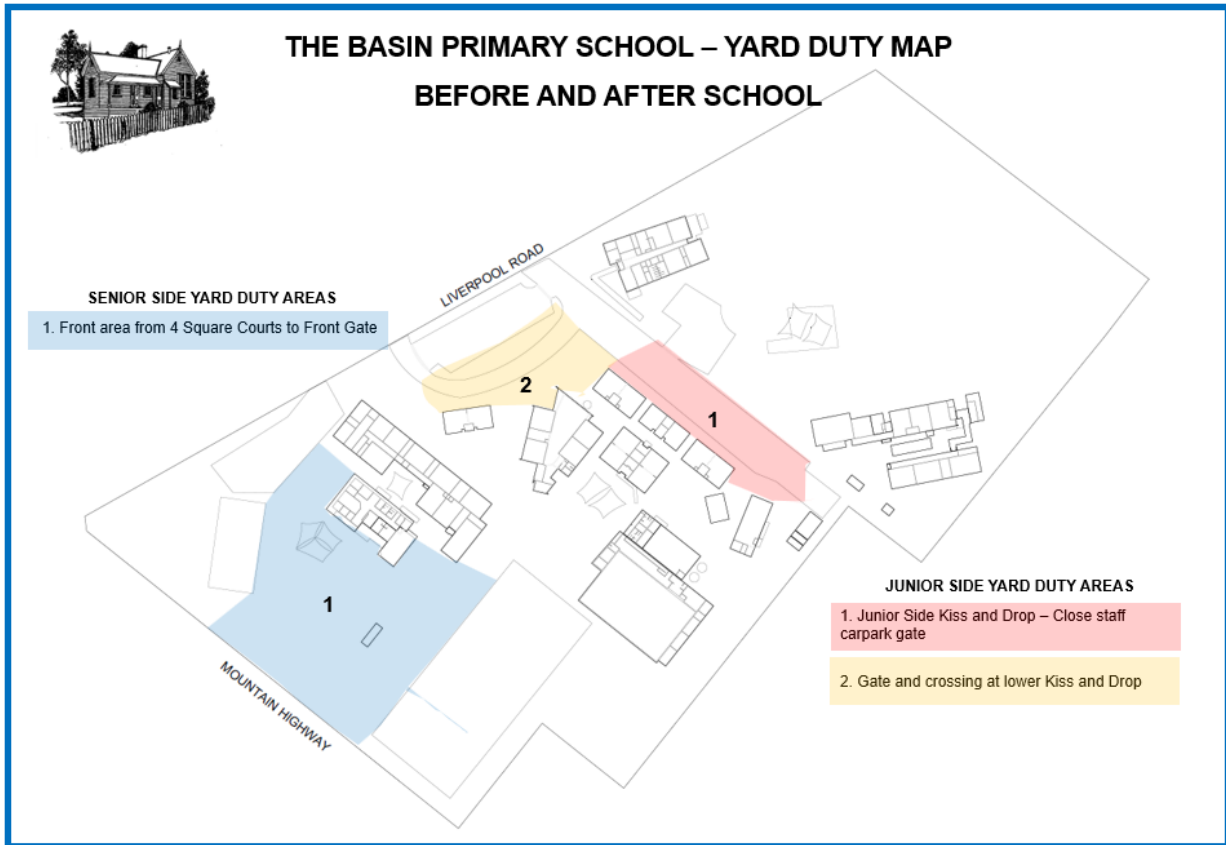 THE BASIN PRIMARY SCHOOL – YARD DUTY MAP
BEFORE AND AFTER SCHOOL
LIVERPOOL ROAD
SENIOR SIDE YARD DUTY AREAS
1. Front area from 4 Square Courts to Front Gate
2
1
1
MOUNTAIN HIGHWAY
JUNIOR SIDE YARD DUTY AREAS
1. Junior Side Kiss and Drop – Close staff
carpark gate
2. Gate and crossing at lower Kiss and Drop